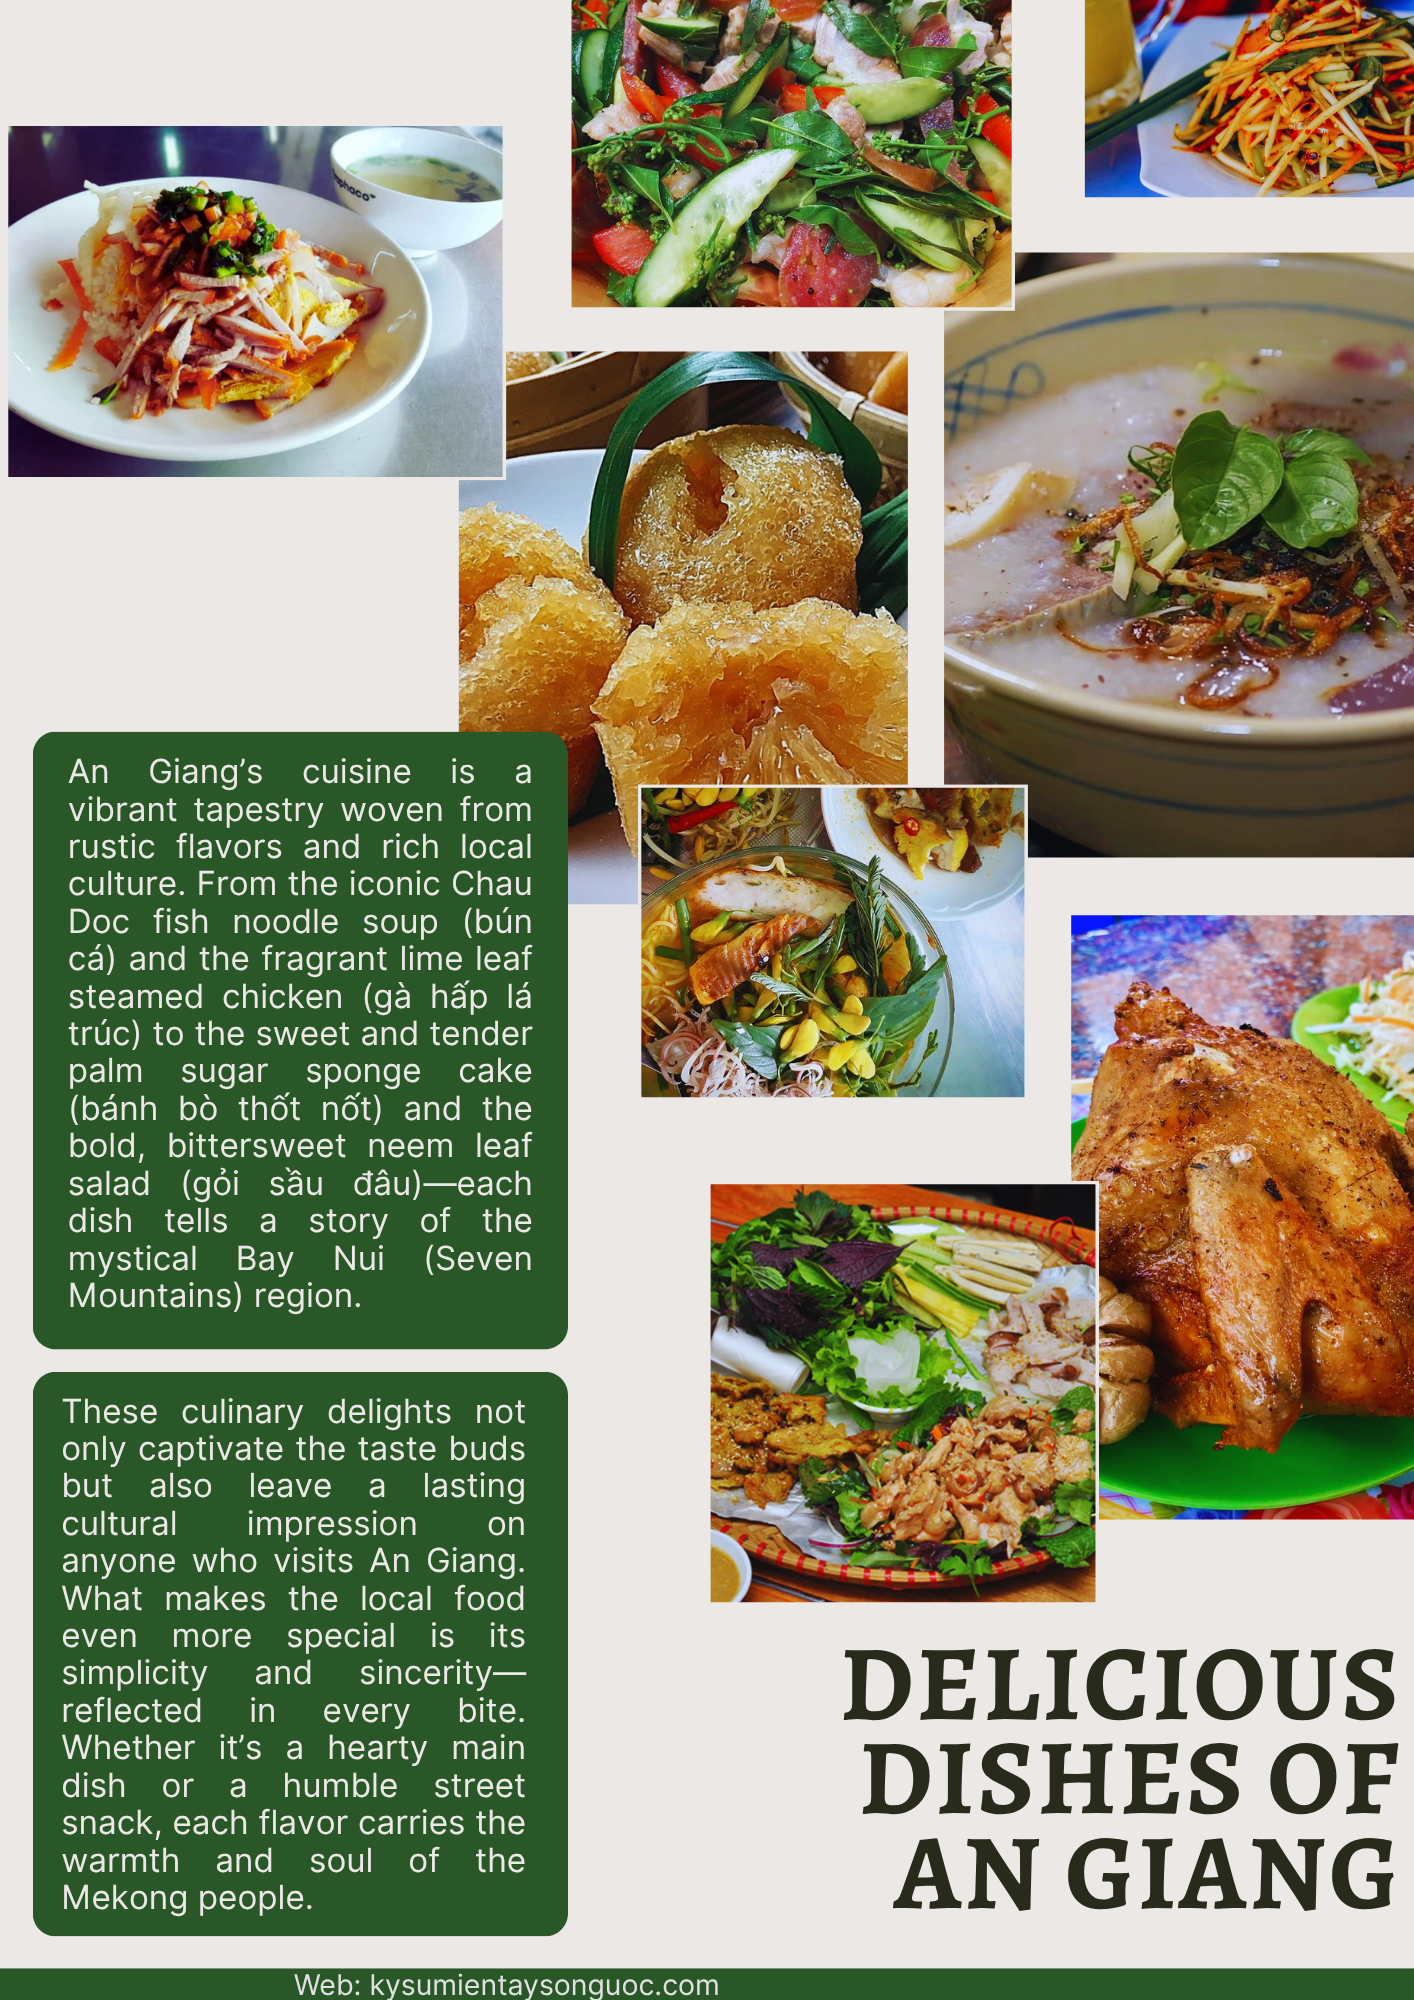 An Giang’s cuisine is a
vibrant tapestry woven from
rustic flavors and rich local
culture. From the iconic Chau
Doc fish noodle soup (bún
cá) and the fragrant lime leaf
steamed chicken (gà hấp lá
trúc) to the sweet and tender
palm sugar sponge cake
(bánh bò thốt nốt) and the
bold, bittersweet neem leaf
salad (gỏi sầu đâu)—each
dish tells a story of the
mystical Bay Nui (Seven
Mountains) region.
These culinary delights not
only captivate the taste buds
but also leave a lasting
cultural impression on
anyone who visits An Giang.
What makes the local food
even more special is its
simplicity and sincerity—
reflected in every bite.
Whether it’s a hearty main
dish or a humble street
snack, each flavor carries the
warmth and soul of the
Mekong people.
DELICIOUS
DISHES OF
AN GIANG
Web: kysumientaysonguoc.com